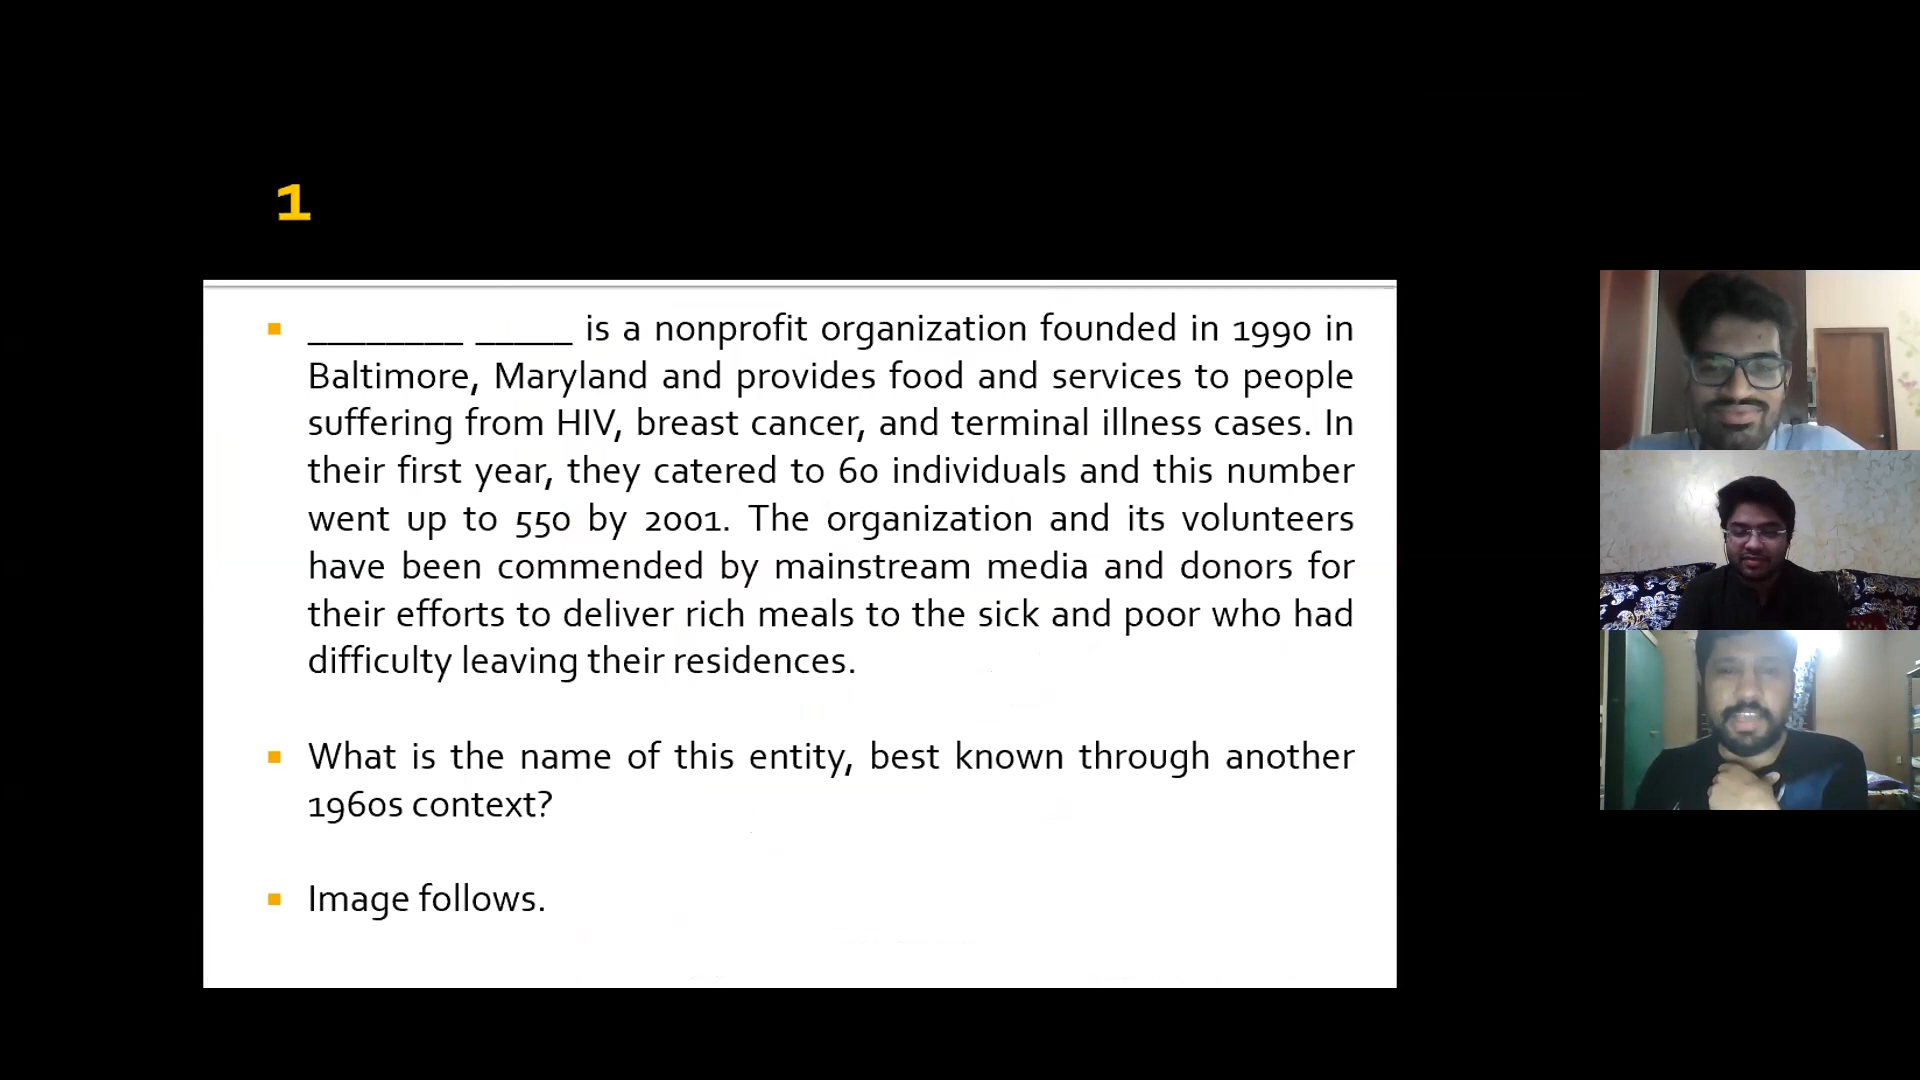 1
________ _____ is a nonprofit organization founded in 1990 in
Baltimore, Maryland and provides food and services to people
suffering from HIV, breast cancer, and terminal illness cases. In
their first year, they catered to 60 individuals and this number
went up to 550 by 2001. The organization and its volunteers
have been commended by mainstream media and donors for
their efforts to deliver rich meals to the sick and poor who had
difficulty leaving their residences.
What is the name of this entity, best known through another
1960s context?
Image follows.